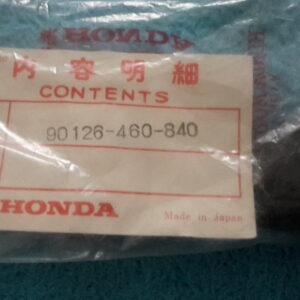 HONDA
内容明細
CONTENTS
90126-460-840
HONDA
Made in Japan